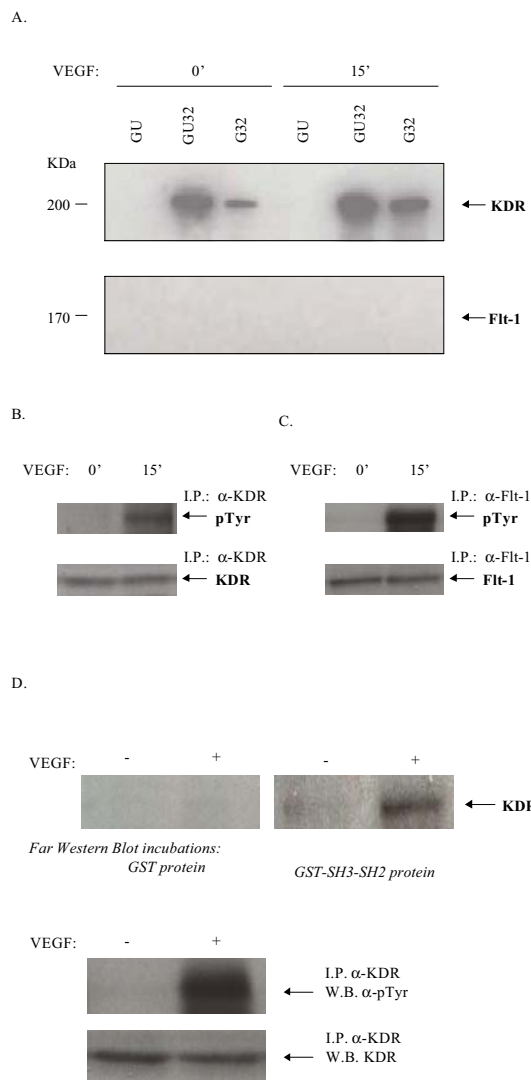 A.
VEGF: 0’ 15’
GU GU32 G32 GU GU32 G32
KDa
200 KDR
170 Flt-1
B.
C.
VEGF: 0’ 15’
I.P.: α-KDR
pTyr
I.P.: α-KDR
KDR
VEGF: 0’ 15’
I.P.: α-Flt-1
pTyr
I.P.: α-Flt-1
Flt-1
D.
VEGF: - + - +
KDR
Far Western Blot incubations:
GST protein
GST-SH3-SH2 protein
VEGF: - +
I.P. α-KDR
W.B. α-pTyr
I.P. α-KDR
W.B. KDR